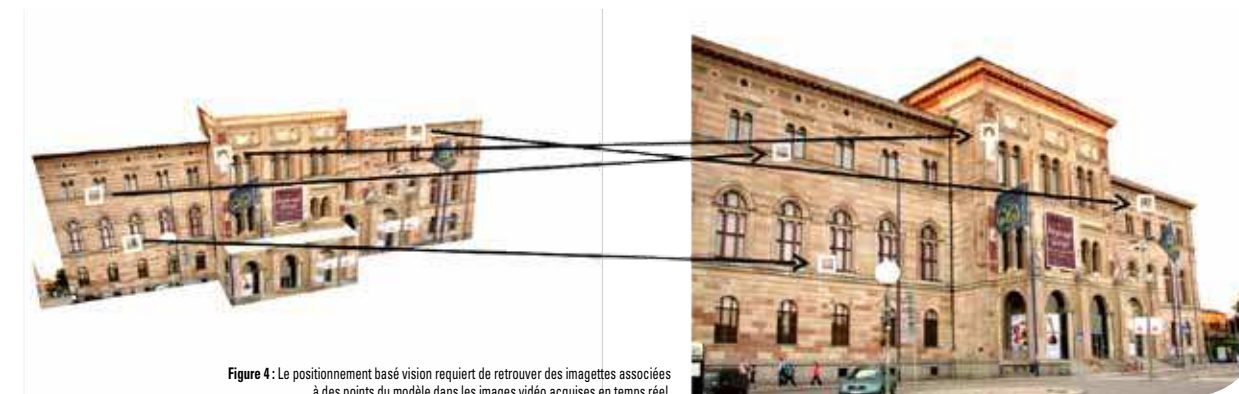 Figure 4 : Le positionnement basé vision requiert de retrouver des imagettes associées
à des points du modèle dans les images vidéo acquises en temps réel.